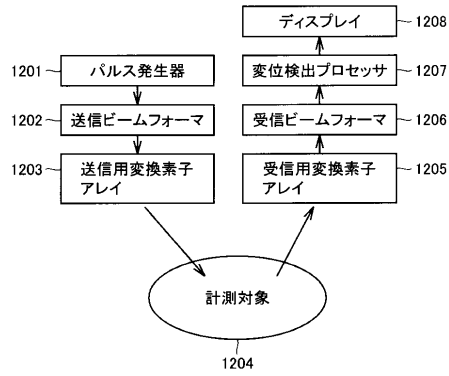 ディスプレイ
1208
1201
パルス発生器
変位検出プロセッサ
1207
1202
送信ビームフォーマ
受信ビームフォーマ
1206
1203
送信用変換素子
アレイ
受信用変換素子
アレイ
1205
計測対象
1204